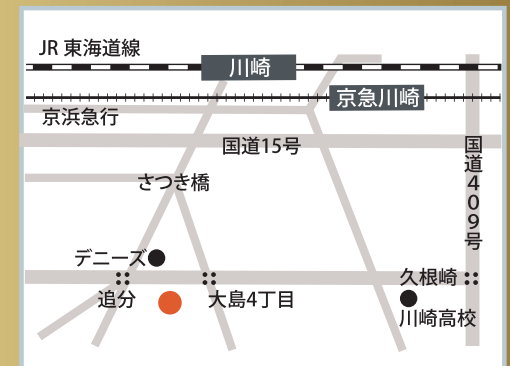 JR 東海道線
川崎
京急川崎
京浜急行
国道15号
国道409号
さつき橋
デニーズ
久根崎
追分
大島4丁目
川崎高校